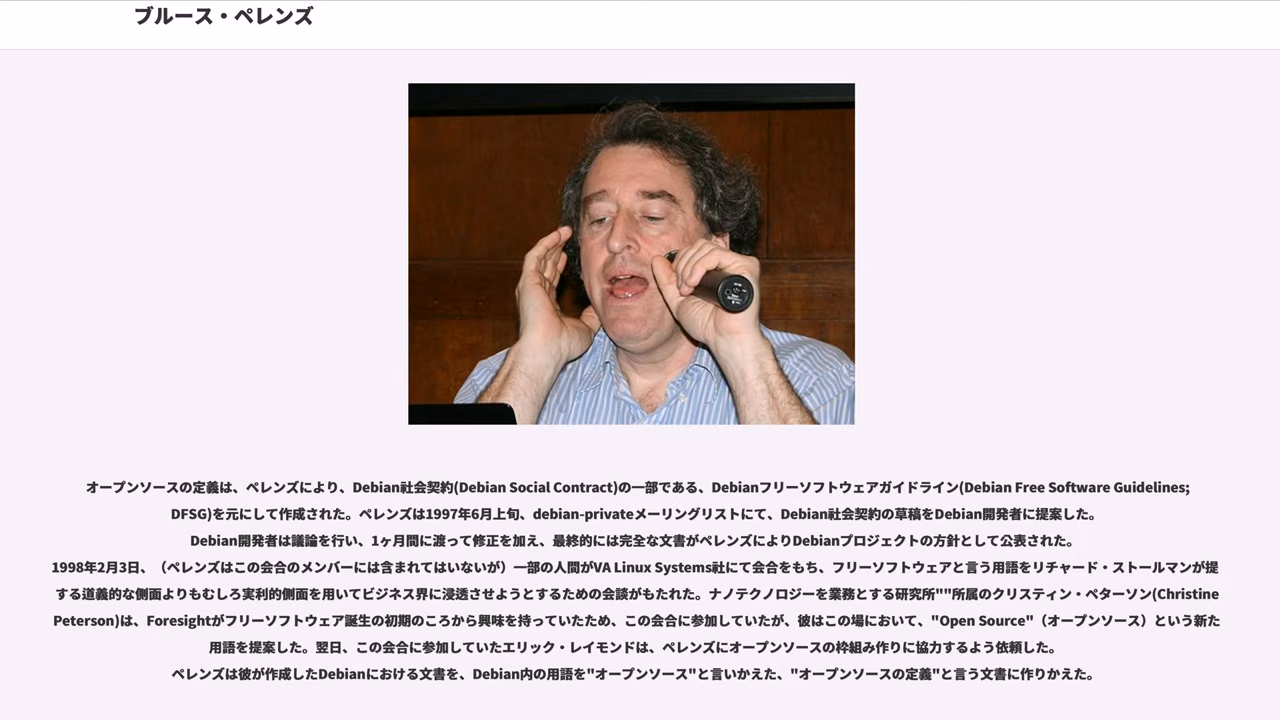 ブルース・ペレンズ
オープンソースの定義は、ペレンズにより、Debian社会契約(Debian Social Contract)の一部である、Debianフリーソフトウェアガイドライン(Debian Free Software Guidelines;
DFSG)を元にして作成された。ペレンズは1997年6月上旬、debian-privateメーリングリストにて、Debian社会契約の草稿をDebian開発者に提案した。
Debian開発者は議論を行い、1ヶ月間に渡って修正を加え、最終的には完全な文書がペレンズによりDebianプロジェクトの方針として公表された。
1998年2月3日、（ペレンズはこの会合のメンバーには含まれてはいないが）一部の人間がVA Linux Systems社にて会合をもち、フリーソフトウェアと言う用語をリチャード・ストールマンが提
する道義的な側面よりもむしろ実利的側面を用いてビジネス界に浸透させようとするための会談がもたれた。ナノテクノロジーを業務とする研究所""所属のクリスティン・ペターソン(Christine
Peterson)は、Foresightがフリーソフトウェア誕生の初期のころから興味を持っていたため、この会合に参加していたが、彼はこの場において、"Open Source"（オープンソース）という新た
用語を提案した。翌日、この会合に参加していたエリック・レイモンドは、ペレンズにオープンソースの枠組み作りに協力するよう依頼した。
ペレンズは彼が作成したDebianにおける文書を、Debian内の用語を"オープンソース"と言いかえた、"オープンソースの定義"と言う文書に作りかえた。